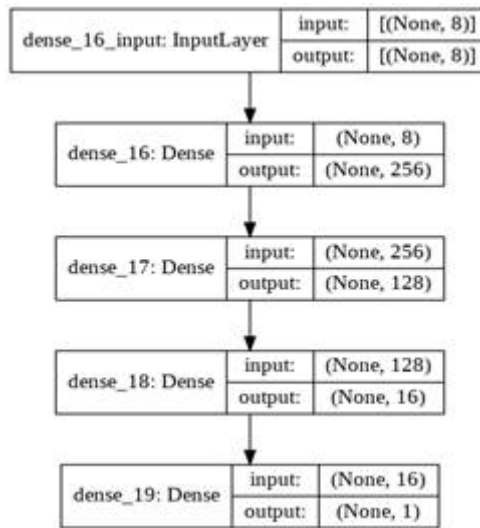 dense_16_input: InputLayer
input: [(None, 8)]
output: [(None, 8)]
dense_16: Dense
input: (None, 8)
output: (None, 256)
dense_17: Dense
input: (None, 256)
output: (None, 128)
dense_18: Dense
input: (None, 128)
output: (None, 16)
dense_19: Dense
input: (None, 16)
output: (None, 1)